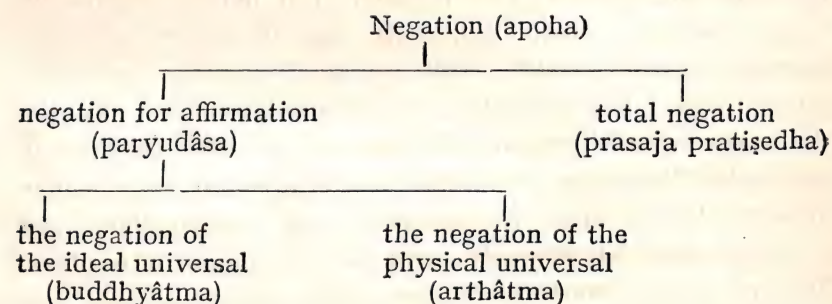 Negation (apoha)
negation for affirmation
(paryudâsa)
total negation
(prasaja pratiṣedha)
the negation of
the ideal universal
(buddhyâtma)
the negation of the
physical universal
(arthâtma)